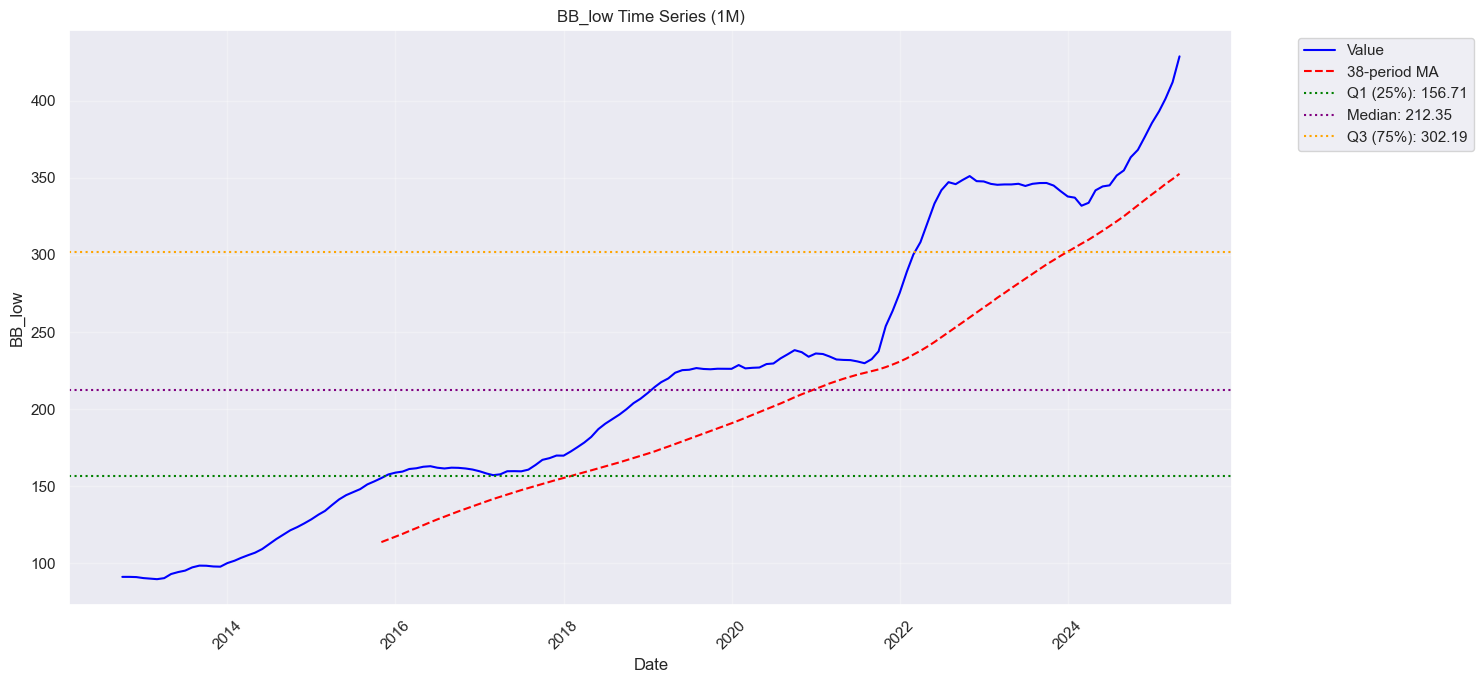 BB_low Time Series (1M)
Value
38-period MA
Q1 (25%): 156.71
Median: 212.35
Q3 (75%): 302.19
BB_low
400
350
300
250
200
150
100
2014
2016
2018
2020
2022
2024
Date